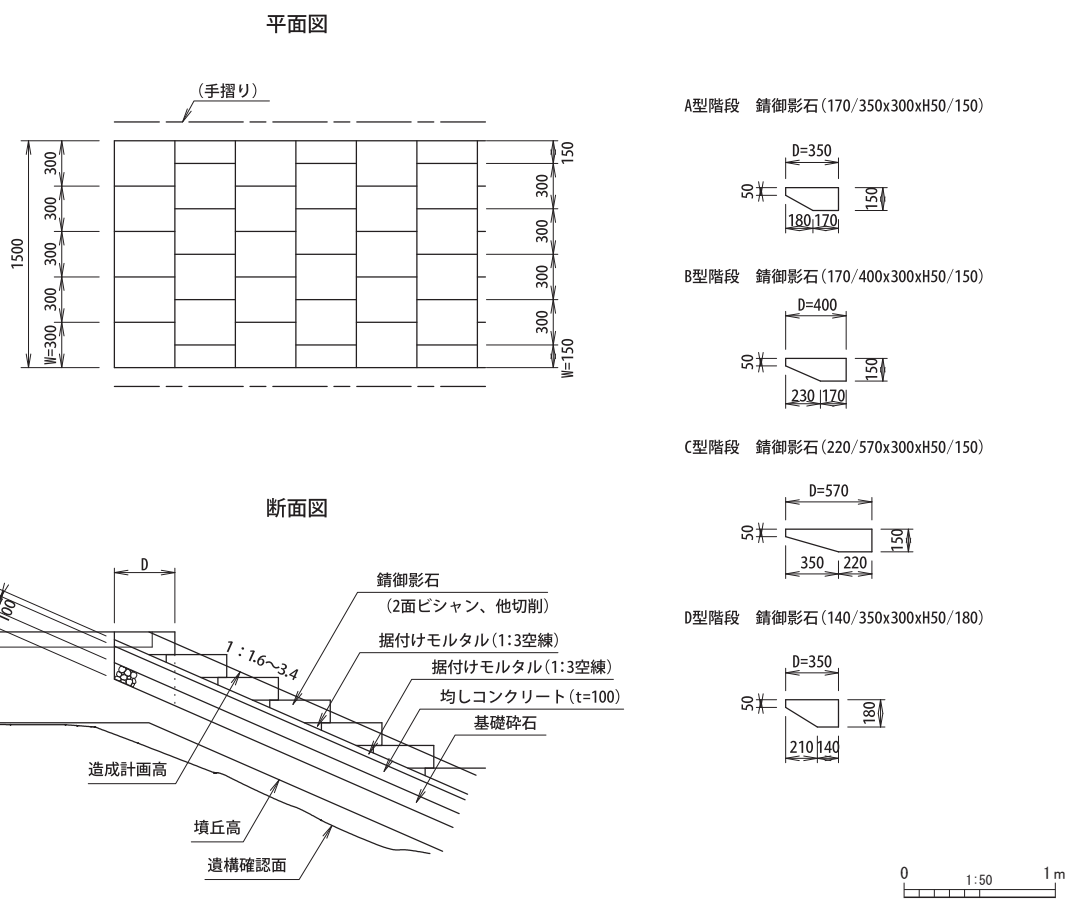 平面図
(手摺り)
300
300
300
300
W=300
1500
150
300
300
300
300
W=150
断面図
D
100
1:1.6～3.4
錆御影石
(2面ビシャン、他切削)
据付けモルタル(1:3空練)
据付けモルタル(1:3空練)
均しコンクリート(t=100)
基礎砕石
造成計画高
墳丘高
遺構確認面
A型階段 錆御影石(170/350x300xH50/150)
D=350
50
150
180 170
B型階段 錆御影石(170/400x300xH50/150)
D=400
50
150
230 170
C型階段 錆御影石(220/570x300xH50/150)
D=570
50
150
350 220
D型階段 錆御影石(140/350x300xH50/180)
D=350
50
180
210 140
0 1:50 1m